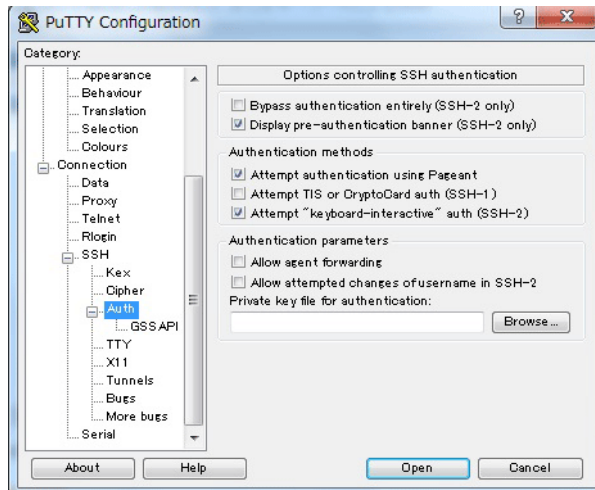 PuTTY Configuration
Category:
Appearance
Behaviour
Translation
Selection
Colours
Connection
Data
Proxy
Telnet
Rlogin
SSH
Kex
Cipher
Auth
GSSAPI
TTY
X11
Tunnels
Bugs
More bugs
Serial
Options controlling SSH authentication
Bypass authentication entirely (SSH-2 only)
Display pre-authentication banner (SSH-2 only)
Authentication methods
Attempt authentication using Pageant
Attempt TIS or CryptoCard auth (SSH-1)
Attempt "keyboard-interactive" auth (SSH-2)
Authentication parameters
Allow agent forwarding
Allow attempted changes of username in SSH-2
Private key file for authentication:
Browse...
About
Help
Open
Cancel